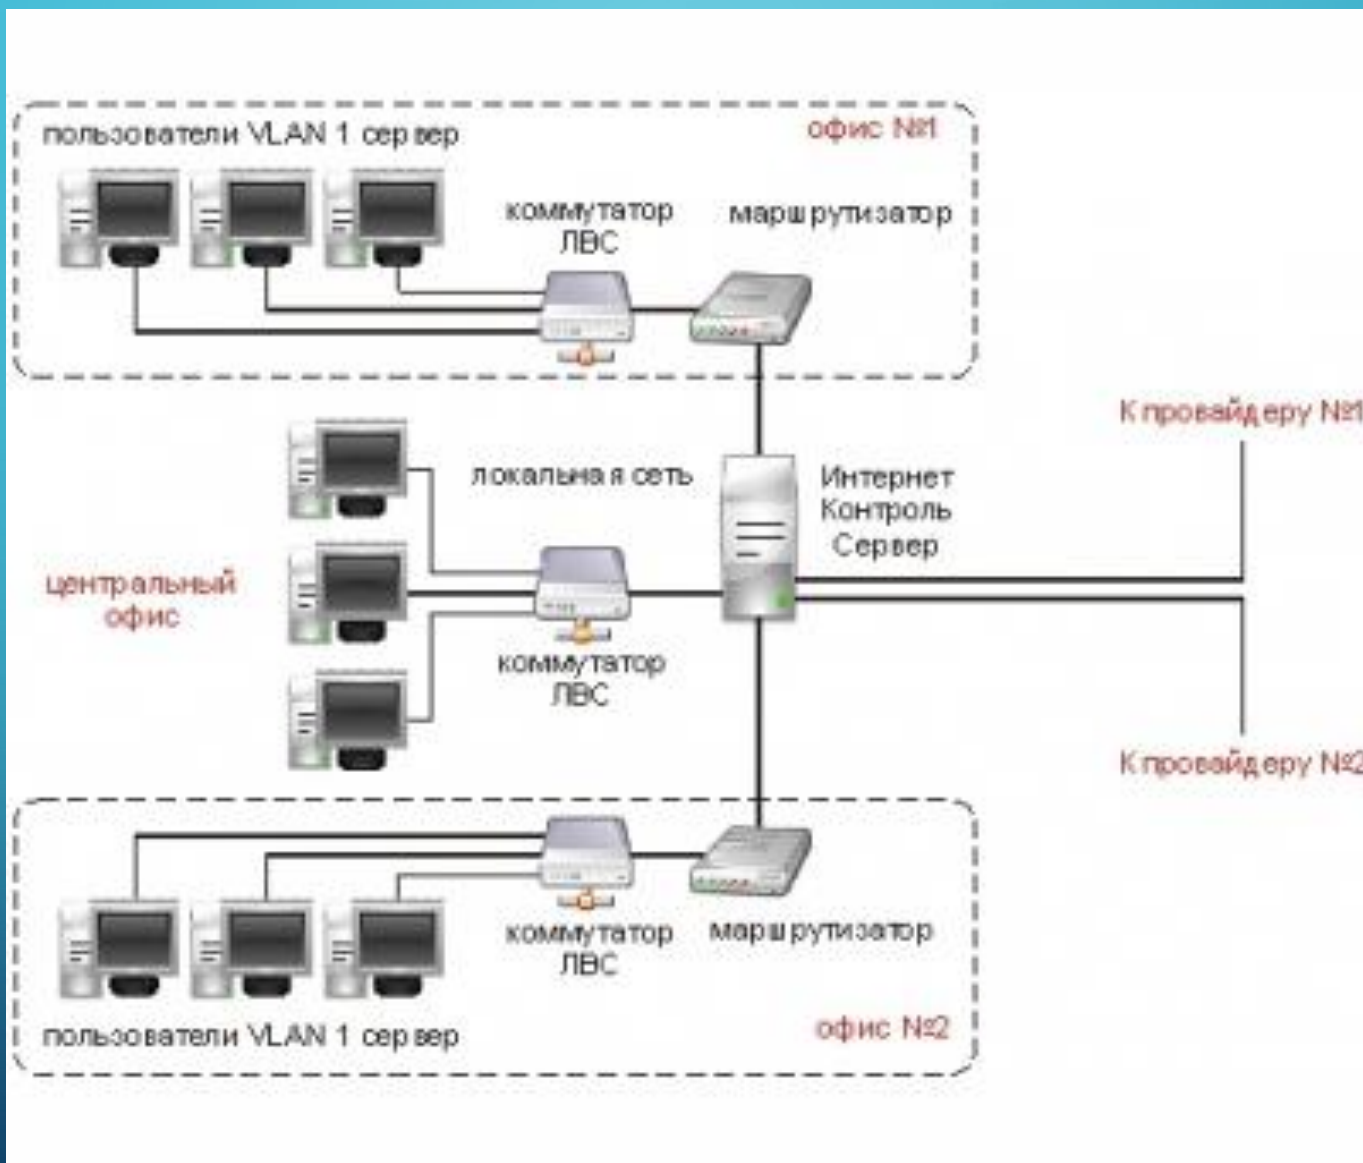 пользователи VLAN 1 сервер
офис №1
коммутатор
ЛВС
маршрутизатор
К провайдеру №1
локальная сеть
Интернет
Контроль
Сервер
центральный
офис
коммутатор
ЛВС
К провайдеру №2
коммутатор
ЛВС
маршрутизатор
пользователи VLAN 1 сервер
офис №2